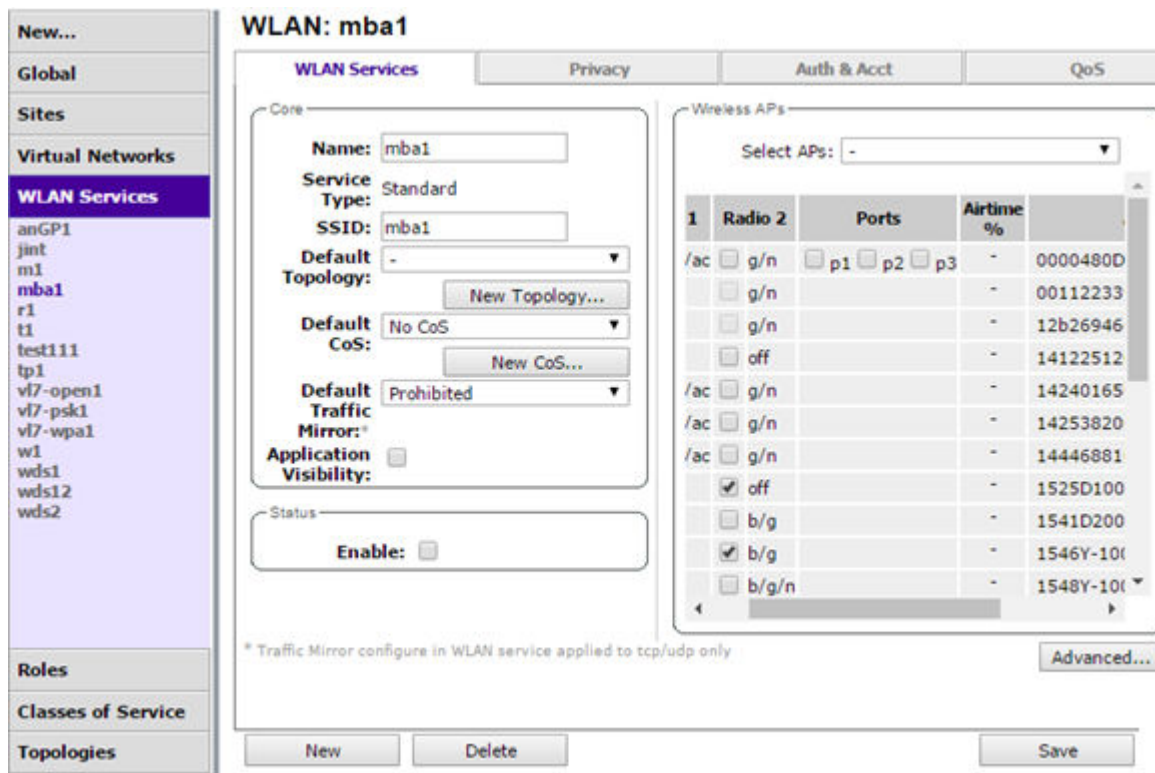 New...
Global
Sites
Virtual Networks
WLAN Services
anGP1
jint
m1
mba1
r1
t1
test111
tp1
vl7-open1
vl7-psk1
vl7-wpa1
w1
wds1
wds12
wds2
Roles
Classes of Service
Topologies
WLAN: mba1
WLAN Services Privacy Auth & Acct QoS
Core
Name: mba1
Service Type: Standard
SSID: mba1
Default Topology: -
New Topology...
Default CoS: No CoS
New CoS...
Default Traffic Mirror:* Prohibited
Application Visibility:
Status
Enable:
Wireless APs
Select APs: -
1 Radio 2 Ports Airtime %
/ac g/n p1 p2 p3 - 0000480D
g/n - 00112233
g/n - 12b26946
off - 14122512
/ac g/n - 14240165
/ac g/n - 14253820
/ac g/n - 14446881
off - 1525D100
b/g - 1541D200
b/g - 1546Y-100
b/g/n 1548Y-10(
* Traffic Mirror configure in WLAN service applied to tcp/udp only
Advanced...
New Delete Save